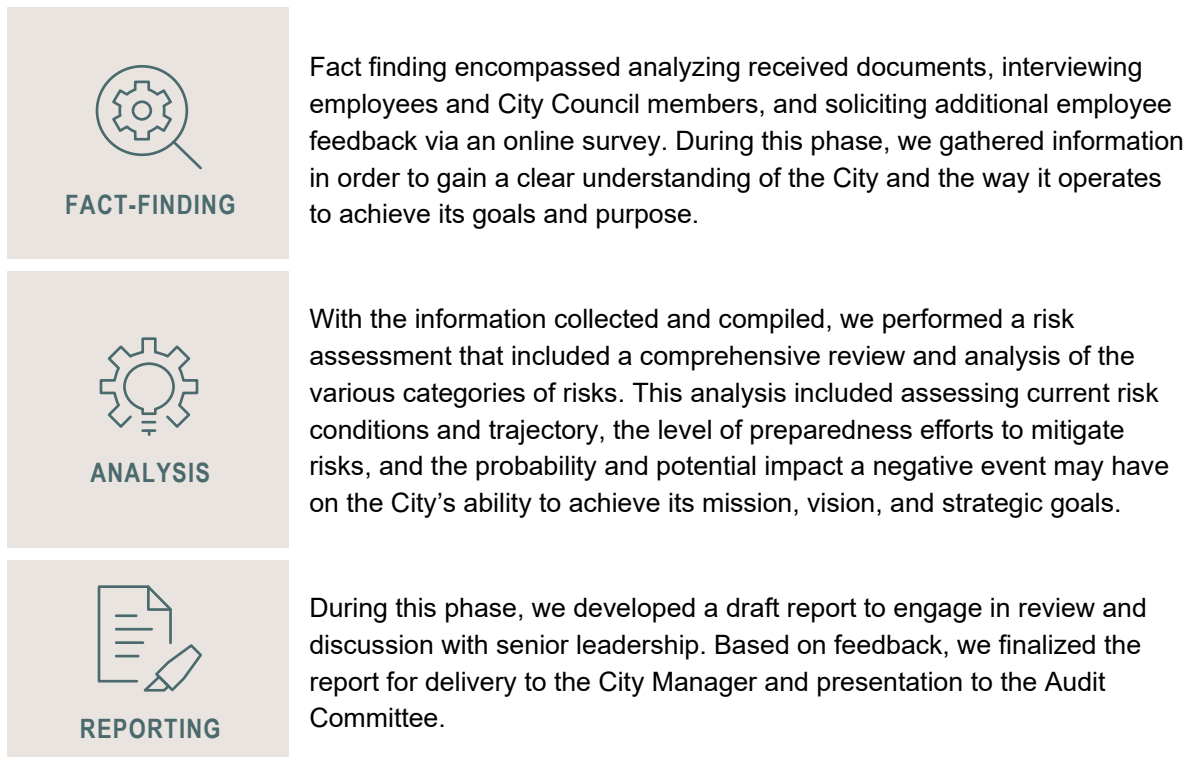 FACT-FINDING
Fact finding encompassed analyzing received documents, interviewing
employees and City Council members, and soliciting additional employee
feedback via an online survey. During this phase, we gathered information
in order to gain a clear understanding of the City and the way it operates
to achieve its goals and purpose.
ANALYSIS
With the information collected and compiled, we performed a risk
assessment that included a comprehensive review and analysis of the
various categories of risks. This analysis included assessing current risk
conditions and trajectory, the level of preparedness efforts to mitigate
risks, and the probability and potential impact a negative event may have
on the City’s ability to achieve its mission, vision, and strategic goals.
REPORTING
During this phase, we developed a draft report to engage in review and
discussion with senior leadership. Based on feedback, we finalized the
report for delivery to the City Manager and presentation to the Audit
Committee.